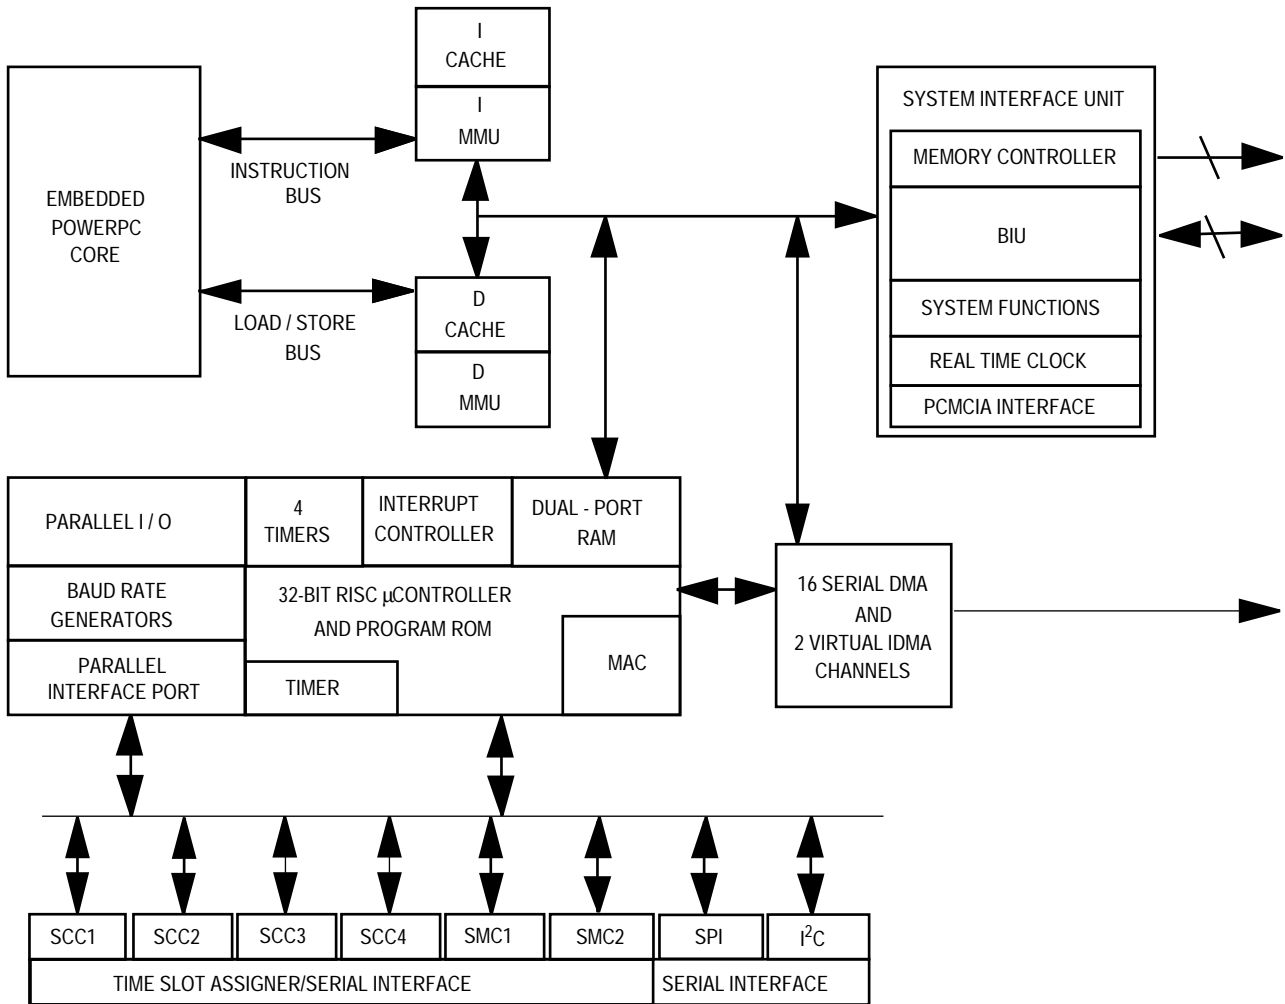 I
CACHE
I
MMU
EMBEDDED
POWERPC
CORE
INSTRUCTION
BUS
LOAD / STORE
BUS
D
CACHE
D
MMU
SYSTEM INTERFACE UNIT
MEMORY CONTROLLER
BIU
SYSTEM FUNCTIONS
REAL TIME CLOCK
PCMCIA INTERFACE
PARALLEL I / O
4
TIMERS
INTERRUPT
CONTROLLER
DUAL - PORT
RAM
BAUD RATE
GENERATORS
32-BIT RISC µCONTROLLER
AND PROGRAM ROM
PARALLEL
INTERFACE PORT
TIMER
MAC
16 SERIAL DMA
AND
2 VIRTUAL IDMA
CHANNELS
SCC1
SCC2
SCC3
SCC4
SMC1
SMC2
SPI
I²C
TIME SLOT ASSIGNER/SERIAL INTERFACE
SERIAL INTERFACE